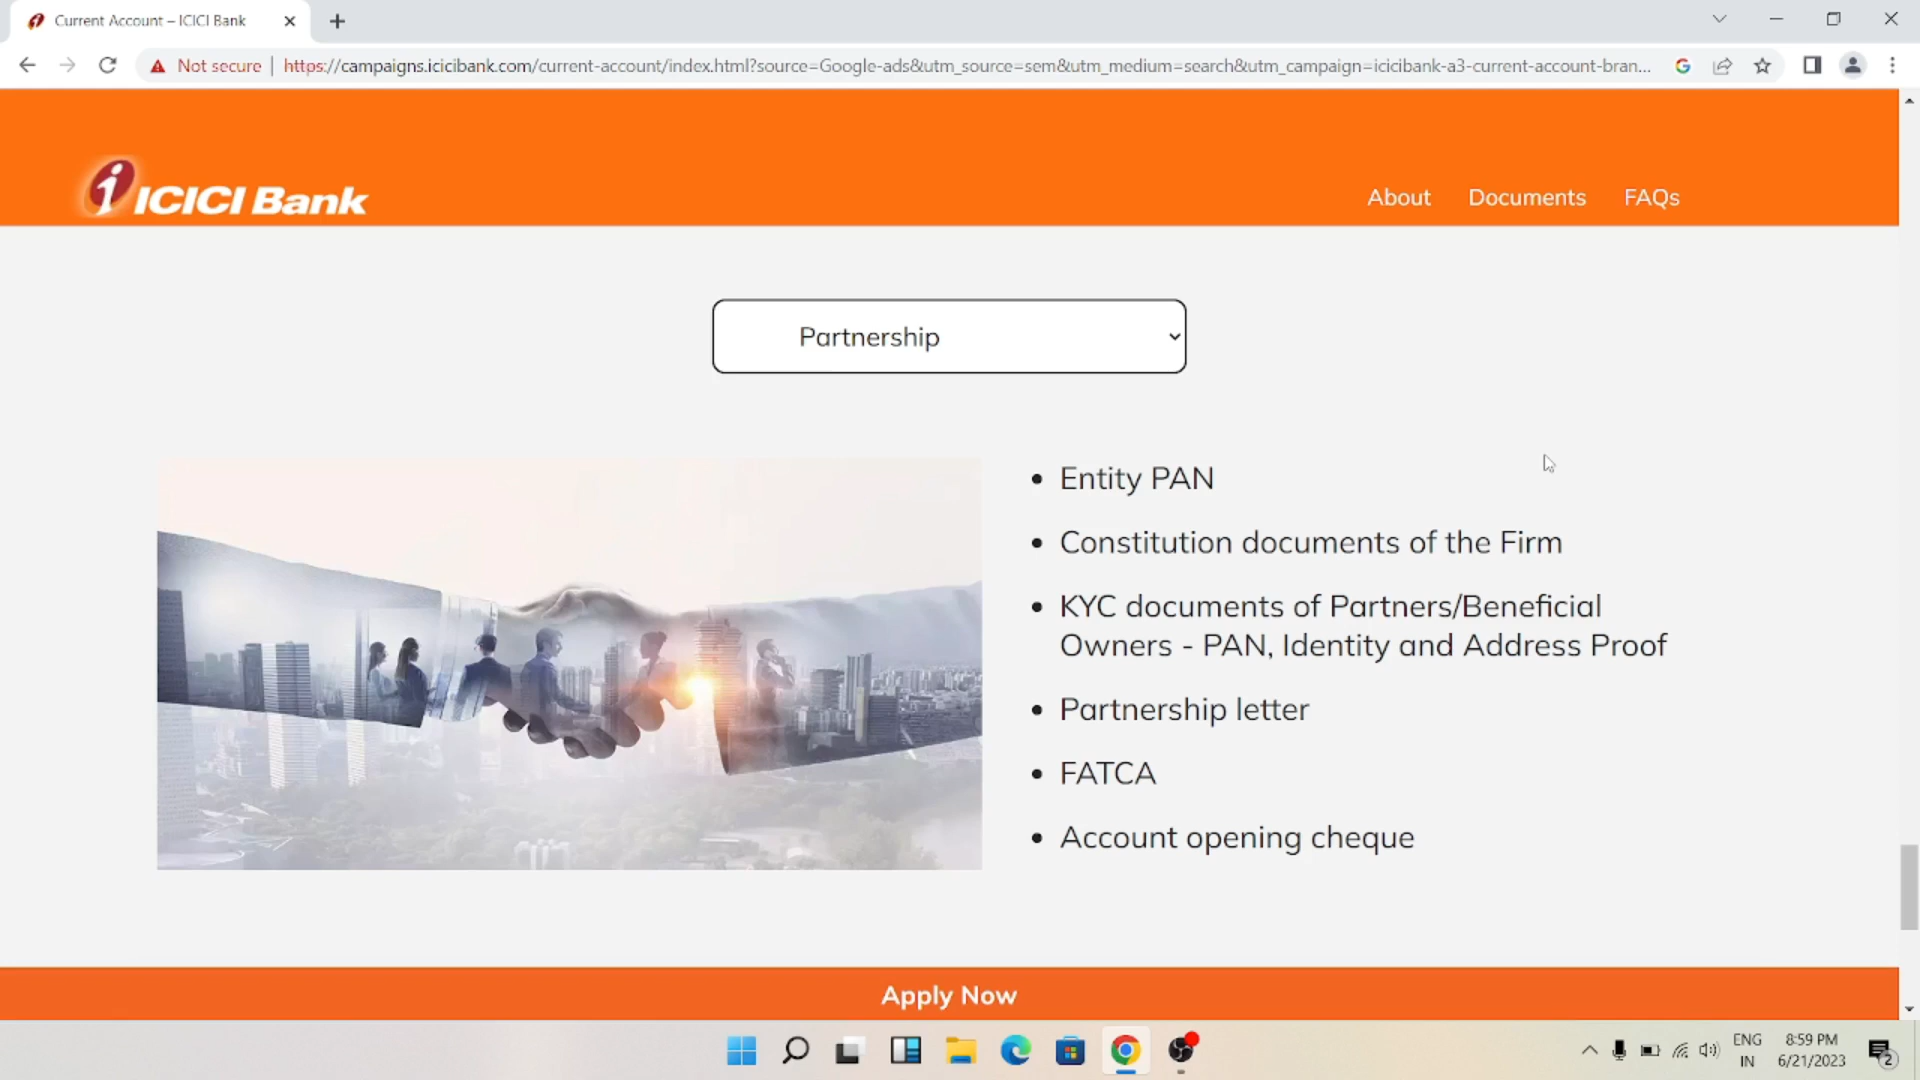 Current Account – ICICI Bank
Not secure
https://campaigns.icicibank.com/current-account/index.html?source=Google-ads&utm_source=sem&utm_medium=search&utm_campaign=icicibank-a3-current-account-bran...
ICICI Bank
About
Documents
FAQs
Partnership
• Entity PAN
• Constitution documents of the Firm
• KYC documents of Partners/Beneficial
Owners - PAN, Identity and Address Proof
• Partnership letter
• FATCA
• Account opening cheque
Apply Now
ENG
IN
8:59 PM
6/21/2023
2